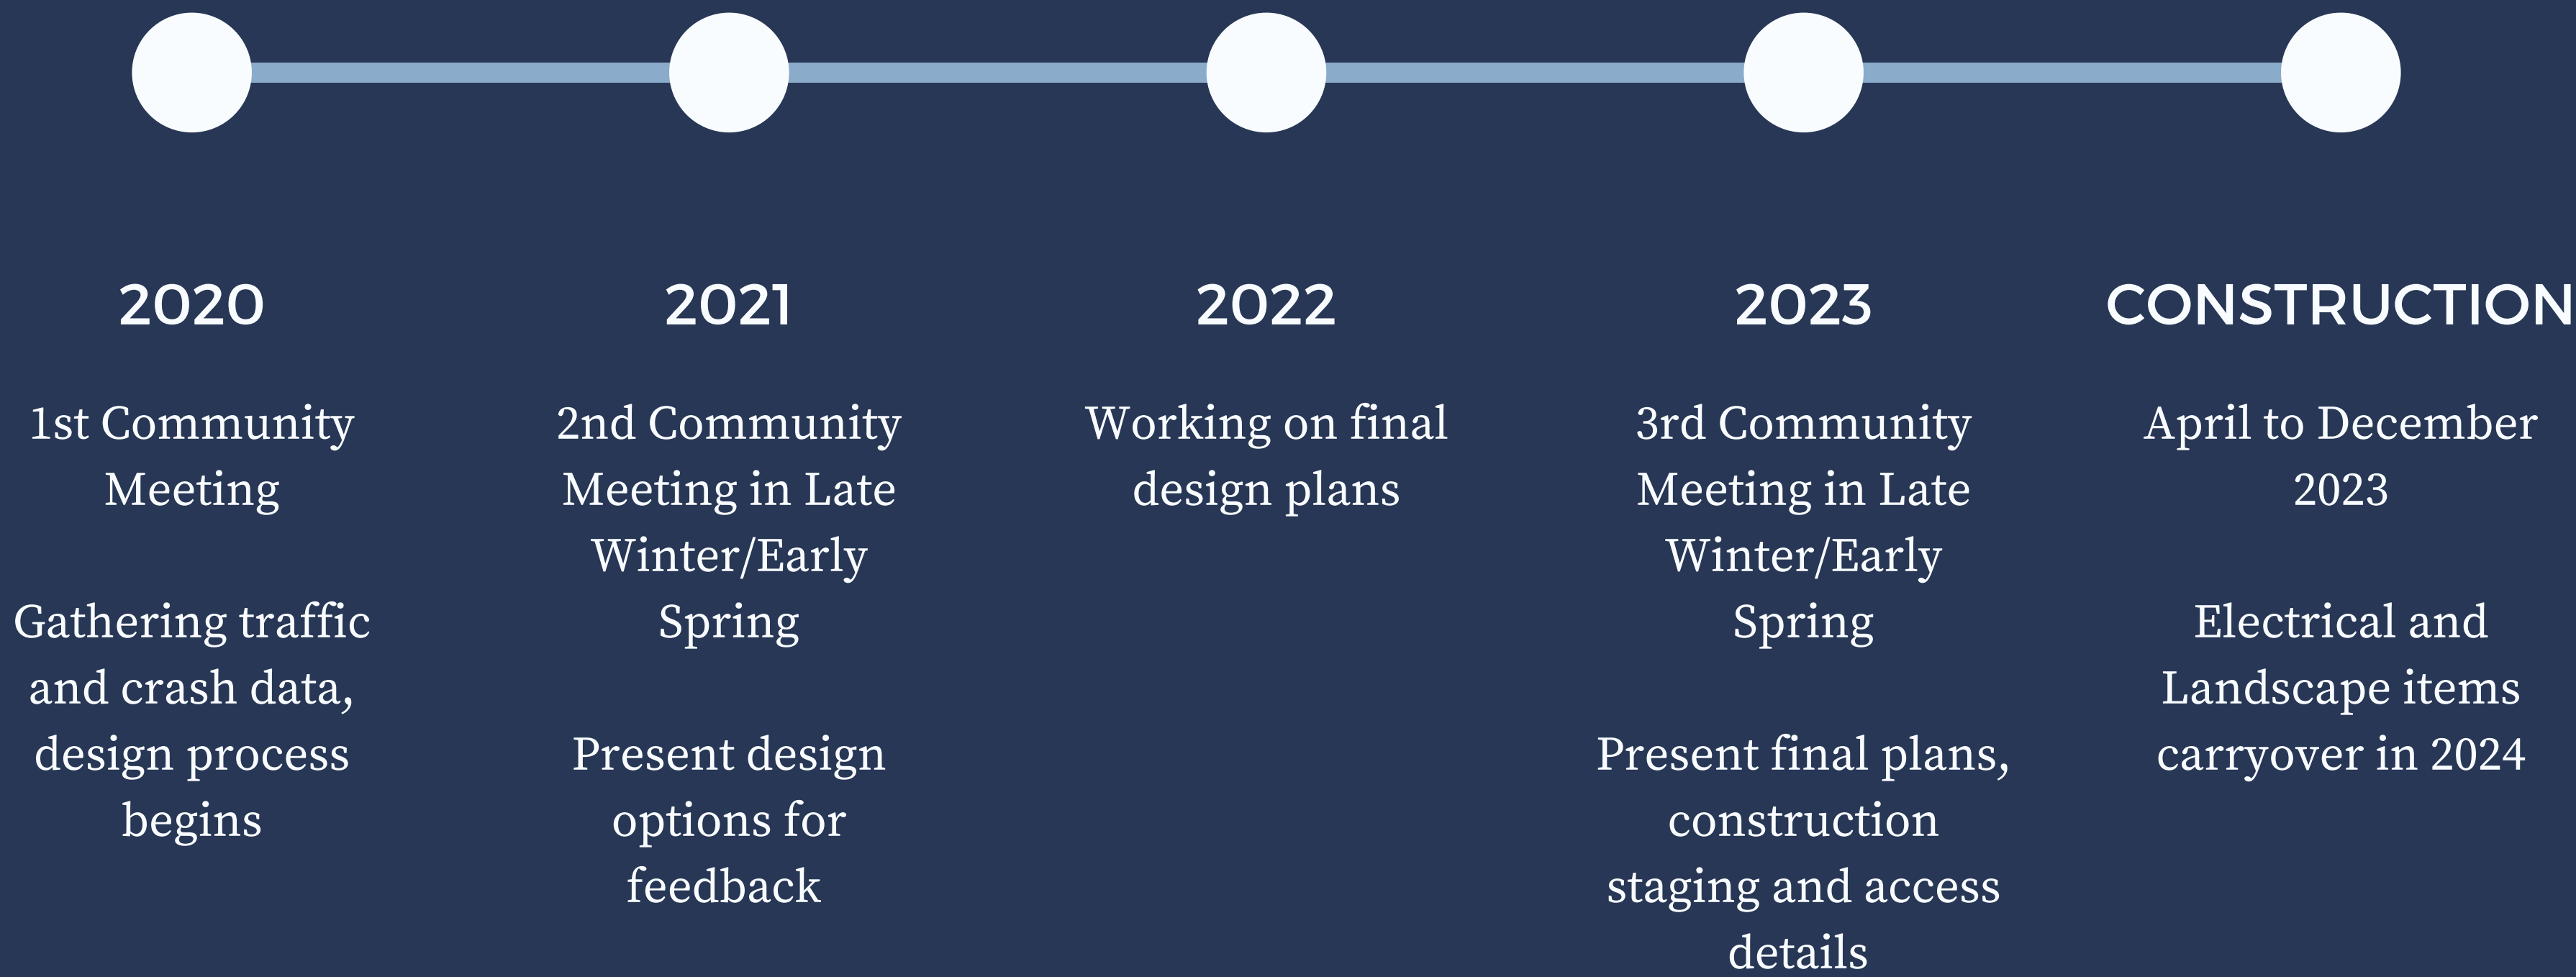 2020
1st Community
Meeting
Gathering traffic
and crash data,
design process
begins
2021
2nd Community
Meeting in Late
Winter/Early
Spring
Present design
options for
feedback
2022
Working on final
design plans
2023
3rd Community
Meeting in Late
Winter/Early
Spring
Present final plans,
construction
staging and access
details
CONSTRUCTION
April to December
2023
Electrical and
Landscape items
carryover in 2024